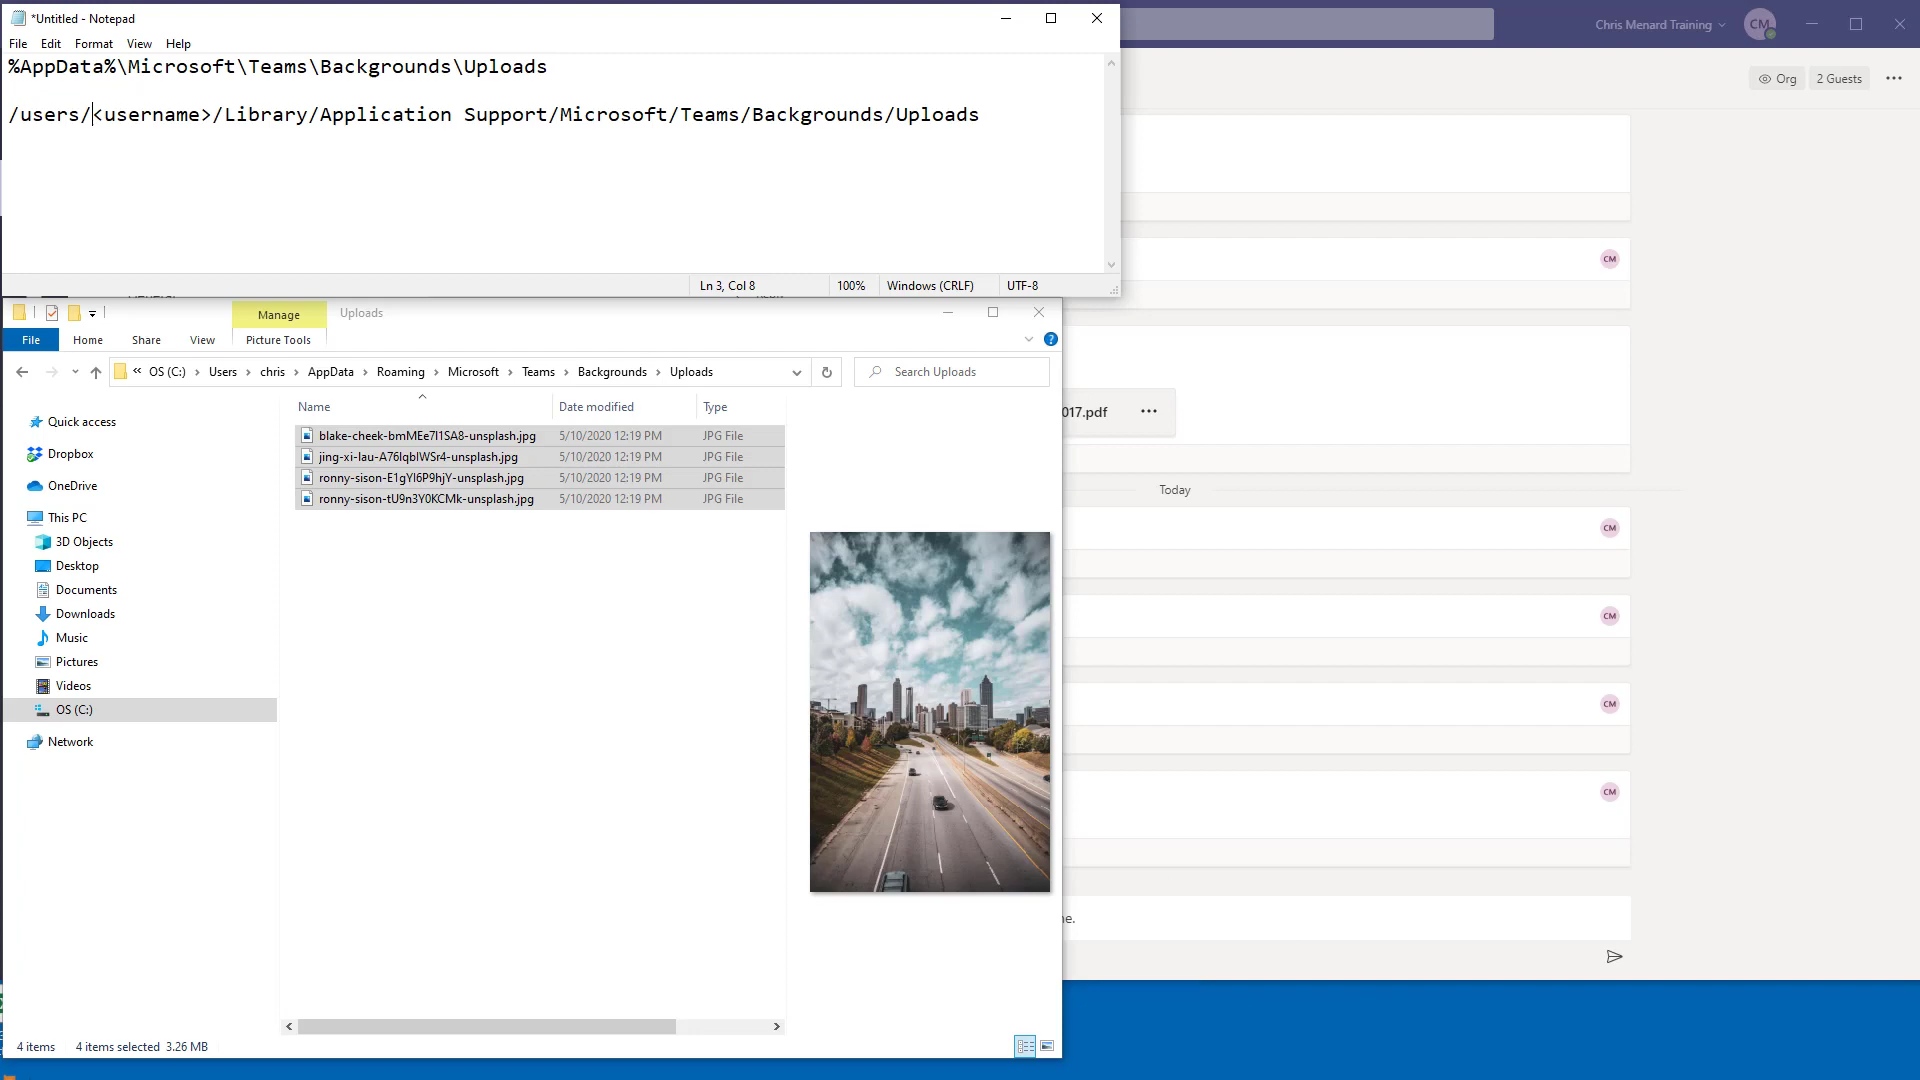 *Untitled - Notepad
Chris Menard Training
CM
File Edit Format View Help
%AppData%\Microsoft\Teams\Backgrounds\Uploads
Org 2 Guests
/users/<username>/Library/Application Support/Microsoft/Teams/Backgrounds/Uploads
CM
Ln 3, Col 8 100% Windows (CRLF) UTF-8
Manage Uploads
File Home Share View Picture Tools
« OS (C:) › Users › chris › AppData › Roaming › Microsoft › Teams › Backgrounds › Uploads
Search Uploads
Name Date modified Type
017.pdf
Quick access
Dropbox
OneDrive
This PC
3D Objects
Desktop
Documents
Downloads
Music
Pictures
Videos
OS (C:)
Network
blake-cheek-bmMEe7I1SA8-unsplash.jpg 5/10/2020 12:19 PM JPG File
jing-xi-lau-A76IqbIWSr4-unsplash.jpg 5/10/2020 12:19 PM JPG File
ronny-sison-E1gYl6P9hjY-unsplash.jpg 5/10/2020 12:19 PM JPG File
ronny-sison-tU9n3Y0KCMk-unsplash.jpg 5/10/2020 12:19 PM JPG File
Today
CM
CM
CM
CM
4 items 4 items selected 3.26 MB